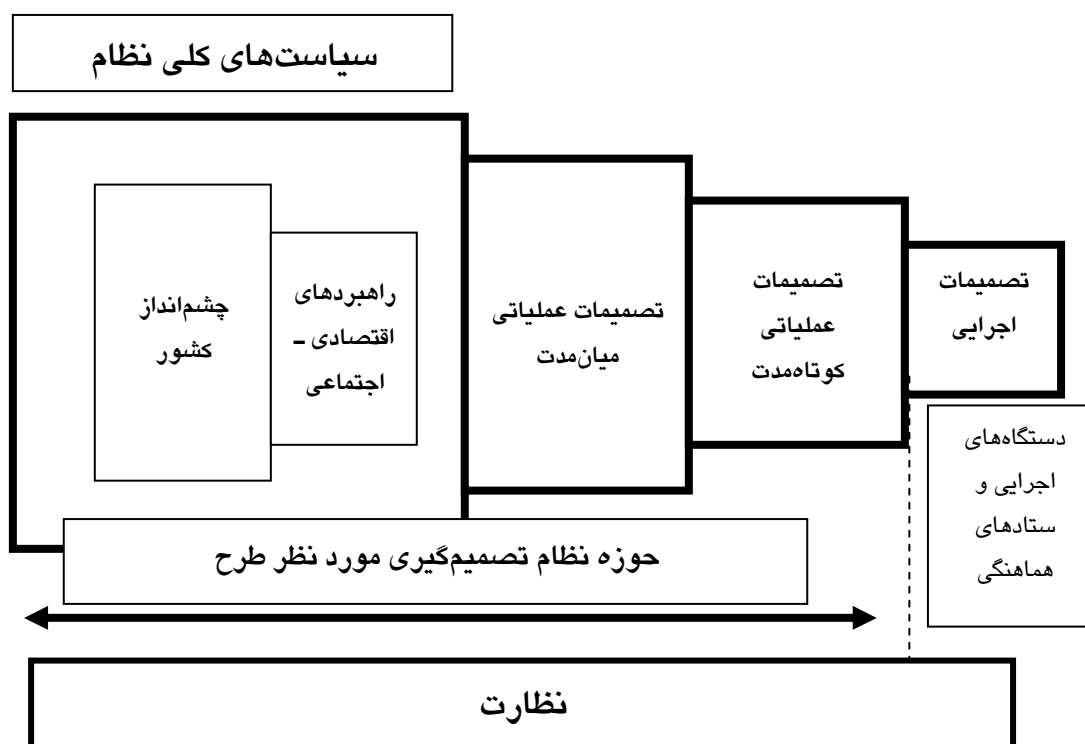 سیاست‌های کلی نظام
چشم‌انداز
کشور
راهبردهای
اقتصادی ـ
اجتماعی
تصمیمات عملیاتی
میان‌مدت
تصمیمات
عملیاتی
کوتاه‌مدت
تصمیمات
اجرایی
دستگاه‌های
اجرایی و
ستادهای
هماهنگی
حوزه نظام تصمیم‌گیری مورد نظر طرح
نظارت